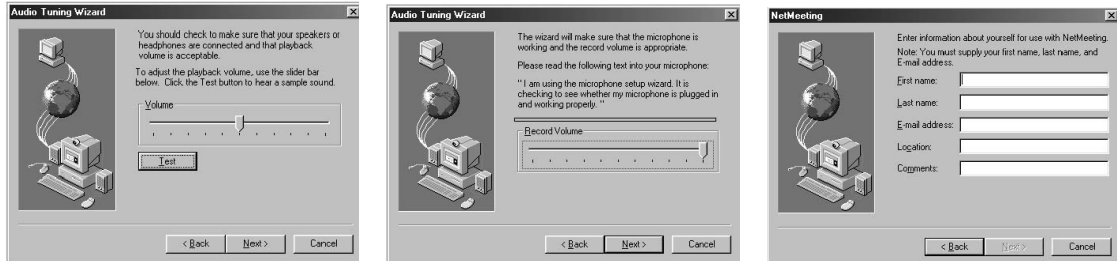 Audio Tuning Wizard
You should check to make sure that your speakers or
headphones are connected and that playback
volume is acceptable.
To adjust the playback volume, use the slider bar
below. Click the Test button to hear a sample sound.
Volume
Test
< Back
Next >
Cancel
Audio Tuning Wizard
The wizard will make sure that the microphone is
working and the record volume is appropriate.
Please read the following text into your microphone:
" I am using the microphone setup wizard. It is
checking to see whether my microphone is plugged in
and working properly. "
Record Volume
< Back
Next >
Cancel
NetMeeting
Enter information about yourself for use with NetMeeting.
Note: You must supply your first name, last name, and
E-mail address.
First name:
Last name:
E-mail address:
Location:
Comments:
< Back
Next >
Cancel